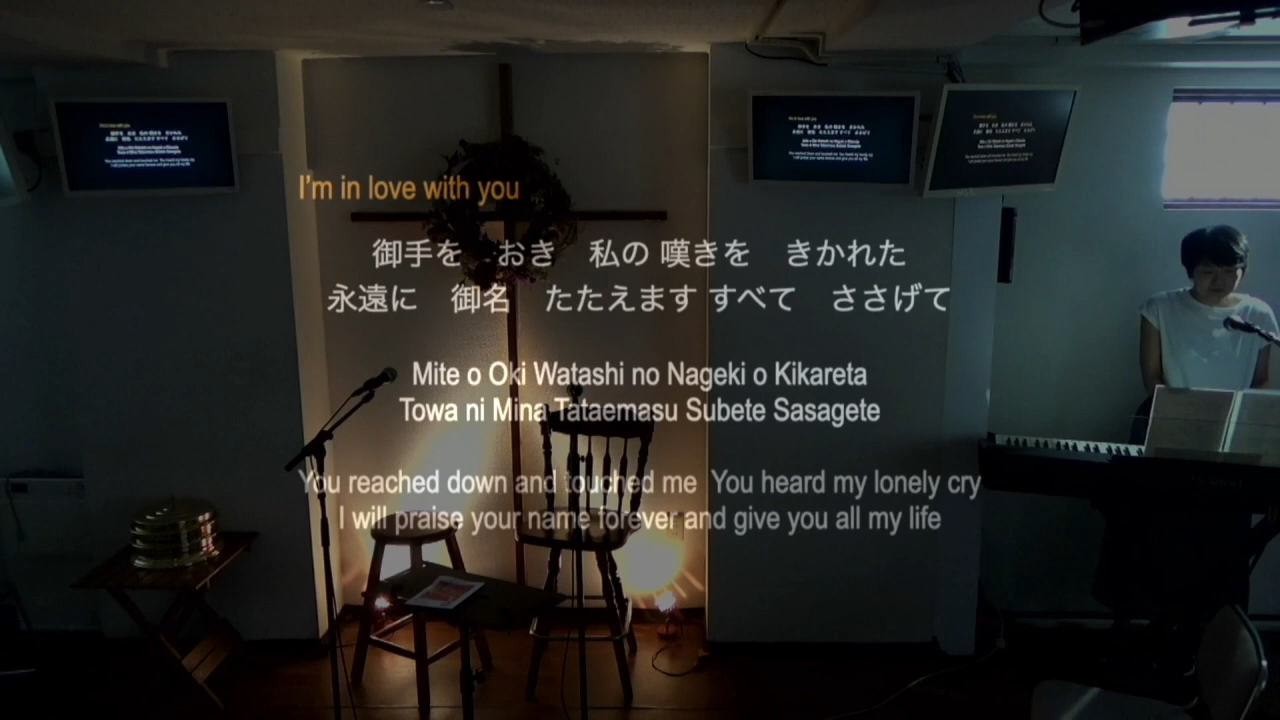 I'm in love with you
御手を　おき　私の 嘆きを　きかれた
永遠に　御名　たたえます すべて　ささげて
Mite o Oki Watashi no Nageki o Kikareta
Towa ni Mina Tataemasu Subete Sasagete
You reached down and touched me  You heard my lonely cry
I will praise your name forever and give you all my life